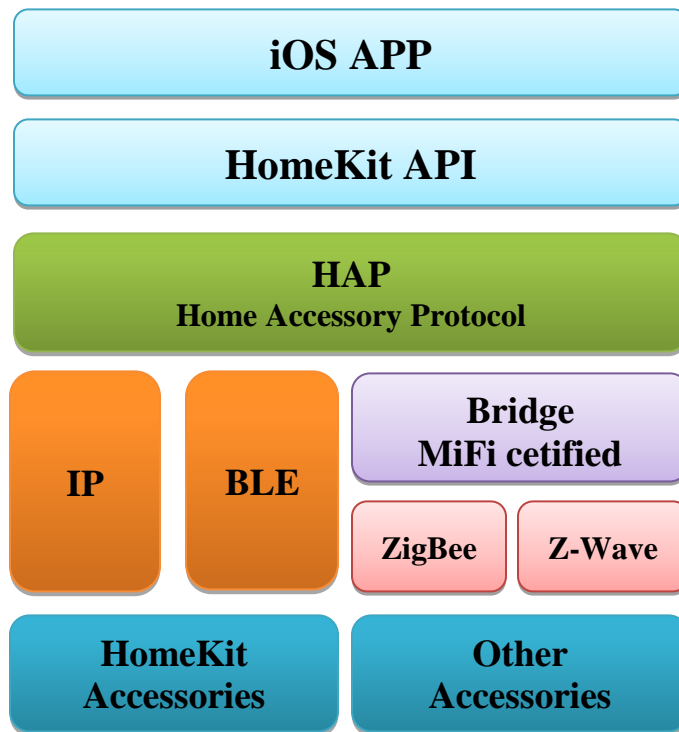 iOS APP
HomeKit API
HAP
Home Accessory Protocol
IP
BLE
Bridge
MiFi cetified
ZigBee
Z-Wave
HomeKit
Accessories
Other
Accessories